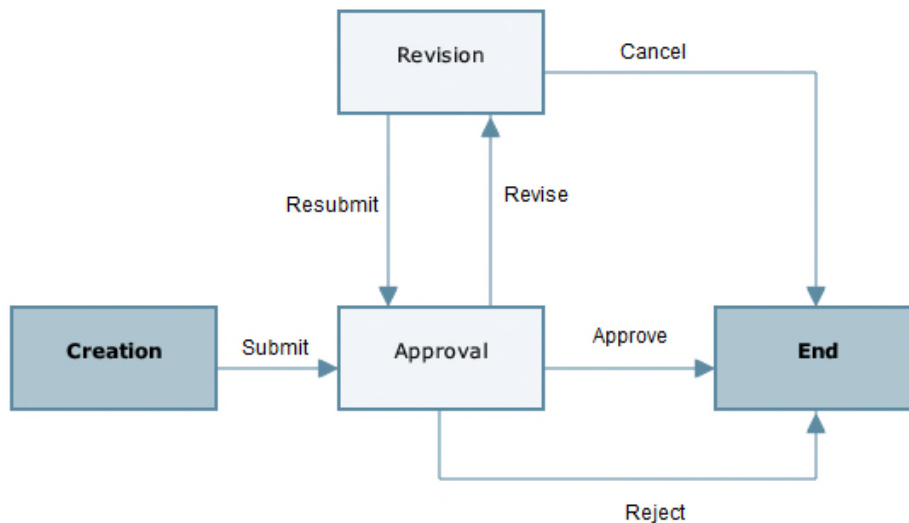 Revision
Cancel
Resubmit
Revise
Creation
Submit
Approval
Approve
End
Reject